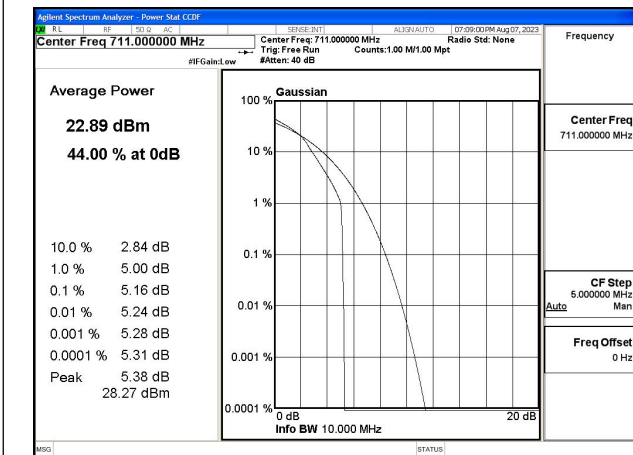 Agilent Spectrum Analyzer - Power Stat CCDF
RL RF 50 Ω AC SENSE:INT ALIGN AUTO 07:09:00 PM Aug 07, 2023
Center Freq 711.000000 MHz
Center Freq: 711.000000 MHz Radio Std: None
Trig: Free Run Counts:1.00 M/1.00 Mpt
#IFGain:Low #Atten: 40 dB
Frequency
Average Power
22.89 dBm
44.00 % at 0dB
10.0 % 2.84 dB
1.0 % 5.00 dB
0.1 % 5.16 dB
0.01 % 5.24 dB
0.001 % 5.28 dB
0.0001 % 5.31 dB
Peak 5.38 dB
28.27 dBm
Gaussian
100 %
10 %
1 %
0.1 %
0.01 %
0.001 %
0.0001 %
0 dB 20 dB
Info BW 10.000 MHz
Center Freq
711.000000 MHz
CF Step
5.000000 MHz
Auto Man
Freq Offset
0 Hz
MSG STATUS